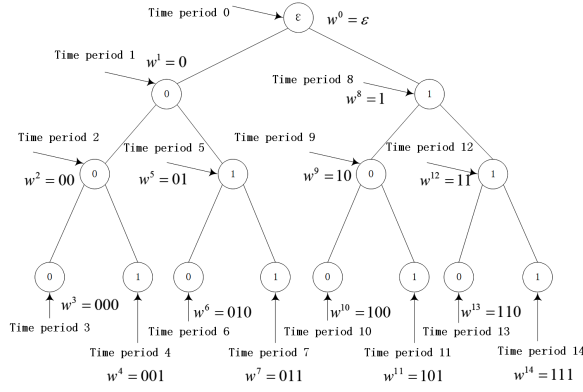 Time period 0
ε
w^0 = ε
Time period 1
w^1 = 0
0
Time period 8
w^8 = 1
1
Time period 2
w^2 = 00
0
Time period 5
w^5 = 01
1
Time period 9
w^9 = 10
0
Time period 12
w^12 = 11
1
0
1
0
1
0
1
0
1
w^3 = 000
w^6 = 010
w^10 = 100
w^13 = 110
Time period 3
Time period 6
Time period 10
Time period 13
Time period 4
Time period 7
Time period 11
Time period 14
w^4 = 001
w^7 = 011
w^11 = 101
w^14 = 111